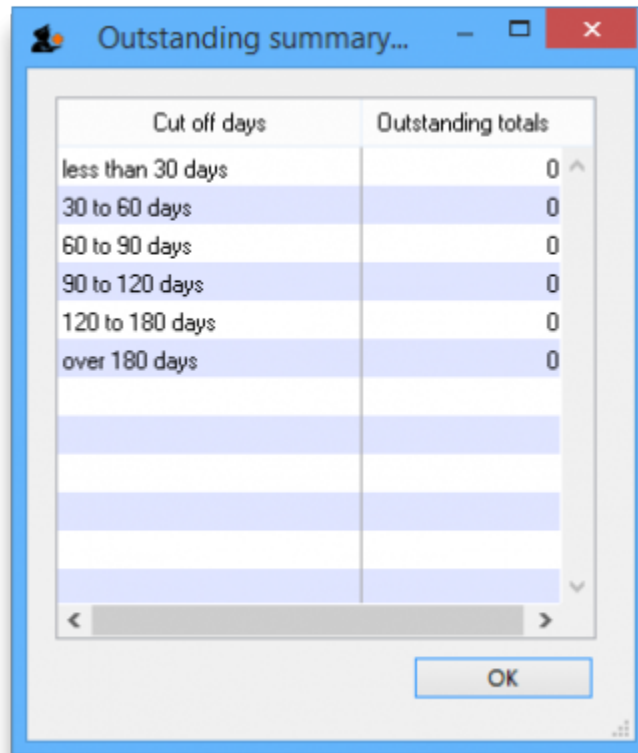 Outstanding summary...
Cut off days Outstanding totals
less than 30 days 0
30 to 60 days 0
60 to 90 days 0
90 to 120 days 0
120 to 180 days 0
over 180 days 0
OK